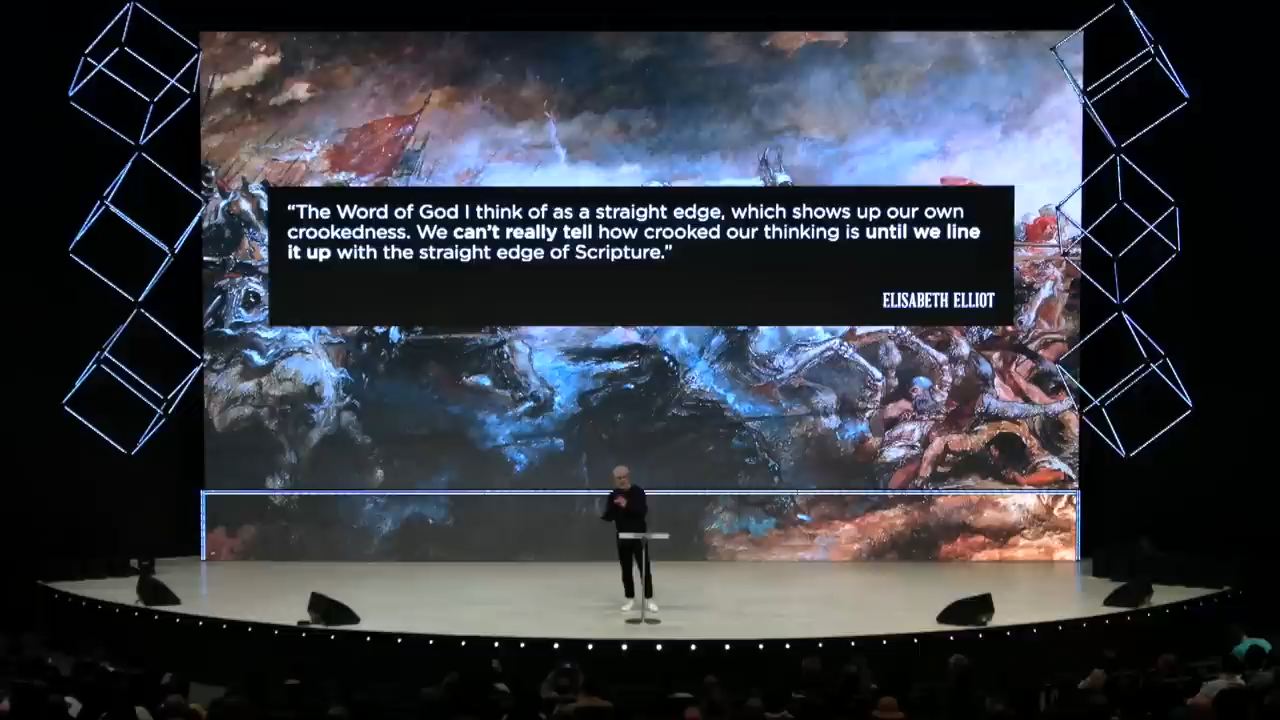 “The Word of God I think of as a straight edge, which shows up our own
crookedness. We can’t really tell how crooked our thinking is until we line
it up with the straight edge of Scripture.”
ELISABETH ELLIOT